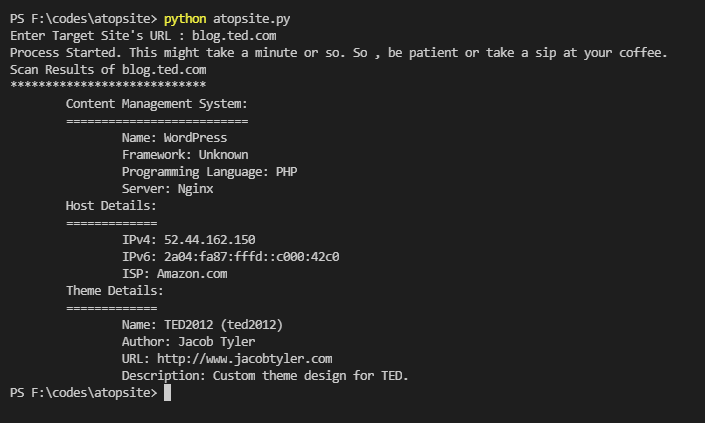 PS F:\codes\atopsite> python atopsite.py
Enter Target Site's URL : blog.ted.com
Process Started. This might take a minute or so. So , be patient or take a sip at your coffee.
Scan Results of blog.ted.com
****************************
Content Management System:
==========================
Name: WordPress
Framework: Unknown
Programming Language: PHP
Server: Nginx
Host Details:
=============
IPv4: 52.44.162.150
IPv6: 2a04:fa87:fffd::c000:42c0
ISP: Amazon.com
Theme Details:
=============
Name: TED2012 (ted2012)
Author: Jacob Tyler
URL: http://www.jacobtyler.com
Description: Custom theme design for TED.
PS F:\codes\atopsite>